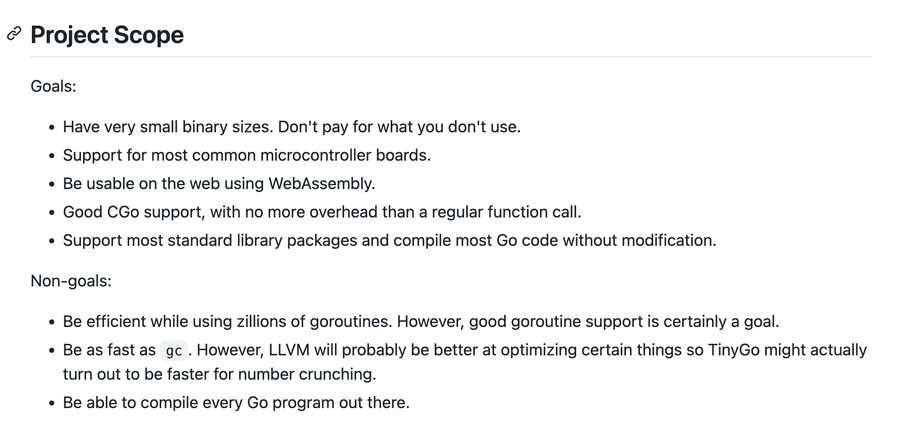 Project Scope
Goals:
• Have very small binary sizes. Don't pay for what you don't use.
• Support for most common microcontroller boards.
• Be usable on the web using WebAssembly.
• Good CGo support, with no more overhead than a regular function call.
• Support most standard library packages and compile most Go code without modification.
Non-goals:
• Be efficient while using zillions of goroutines. However, good goroutine support is certainly a goal.
• Be as fast as gc. However, LLVM will probably be better at optimizing certain things so TinyGo might actually
turn out to be faster for number crunching.
• Be able to compile every Go program out there.